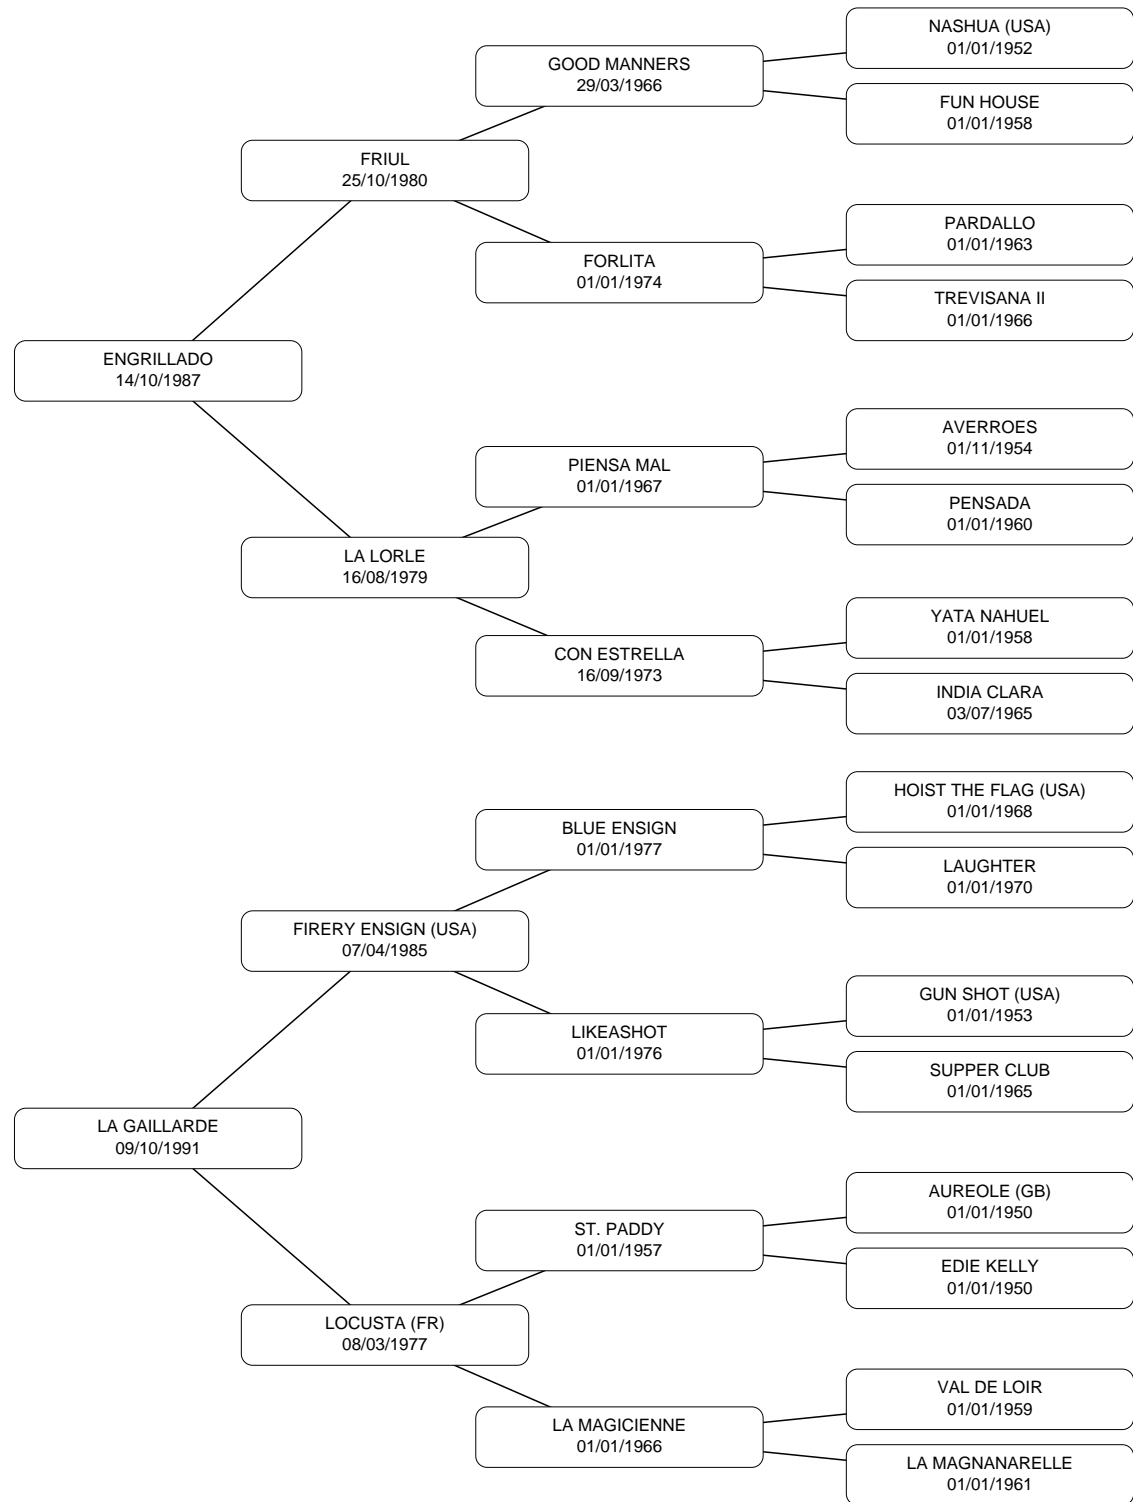 NASHUA (USA)
01/01/1952
GOOD MANNERS
29/03/1966
FUN HOUSE
01/01/1958
FRIUL
25/10/1980
PARDALLO
01/01/1963
FORLITA
01/01/1974
TREVISANA II
01/01/1966
ENGRILLADO
14/10/1987
AVERROES
01/11/1954
PIENSA MAL
01/01/1967
PENSADA
01/01/1960
LA LORLE
16/08/1979
YATA NAHUEL
01/01/1958
CON ESTRELLA
16/09/1973
INDIA CLARA
03/07/1965
HOIST THE FLAG (USA)
01/01/1968
BLUE ENSIGN
01/01/1977
LAUGHTER
01/01/1970
FIRERY ENSIGN (USA)
07/04/1985
GUN SHOT (USA)
01/01/1953
LIKEASHOT
01/01/1976
SUPPER CLUB
01/01/1965
LA GAILLARDE
09/10/1991
AUREOLE (GB)
01/01/1950
ST. PADDY
01/01/1957
EDIE KELLY
01/01/1950
LOCUSTA (FR)
08/03/1977
VAL DE LOIR
01/01/1959
LA MAGICIENNE
01/01/1966
LA MAGNANARELLE
01/01/1961